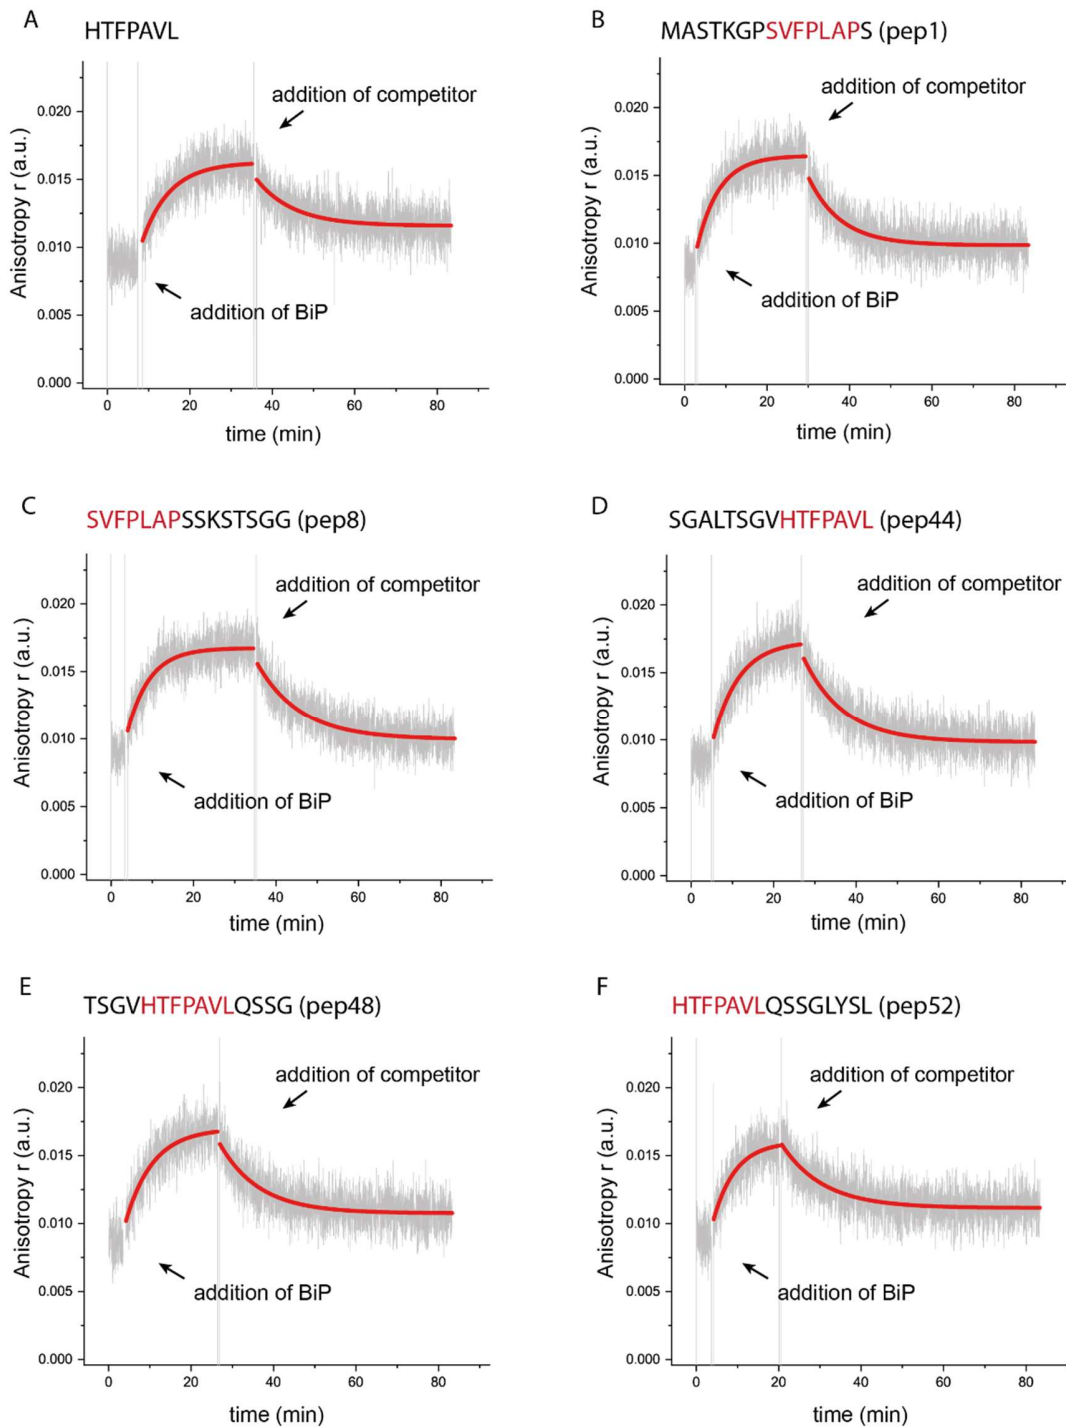 A
HTFPAVL
Anisotropy r (a.u.)
0.020
0.015
0.010
0.005
0.000
addition of competitor
addition of BiP
0 20 40 60 80
time (min)
B
MASTKGPSVFPLAPS (pep1)
Anisotropy r (a.u.)
0.020
0.015
0.010
0.005
0.000
addition of competitor
addition of BiP
0 20 40 60 80
time (min)
C
SVFPLAPSSKSTSGG (pep8)
Anisotropy r (a.u.)
0.020
0.015
0.010
0.005
0.000
addition of competitor
addition of BiP
0 20 40 60 80
time (min)
D
SGALTSGVHTFPAVL (pep44)
Anisotropy r (a.u.)
0.020
0.015
0.010
0.005
0.000
addition of competitor
addition of BiP
0 20 40 60 80
time (min)
E
TSGVHTFPAVLQSSG (pep48)
Anisotropy r (a.u.)
0.020
0.015
0.010
0.005
0.000
addition of competitor
addition of BiP
0 20 40 60 80
time (min)
F
HTFPAVLQSSGLYSL (pep52)
Anisotropy r (a.u.)
0.020
0.015
0.010
0.005
0.000
addition of competitor
addition of BiP
0 20 40 60 80
time (min)